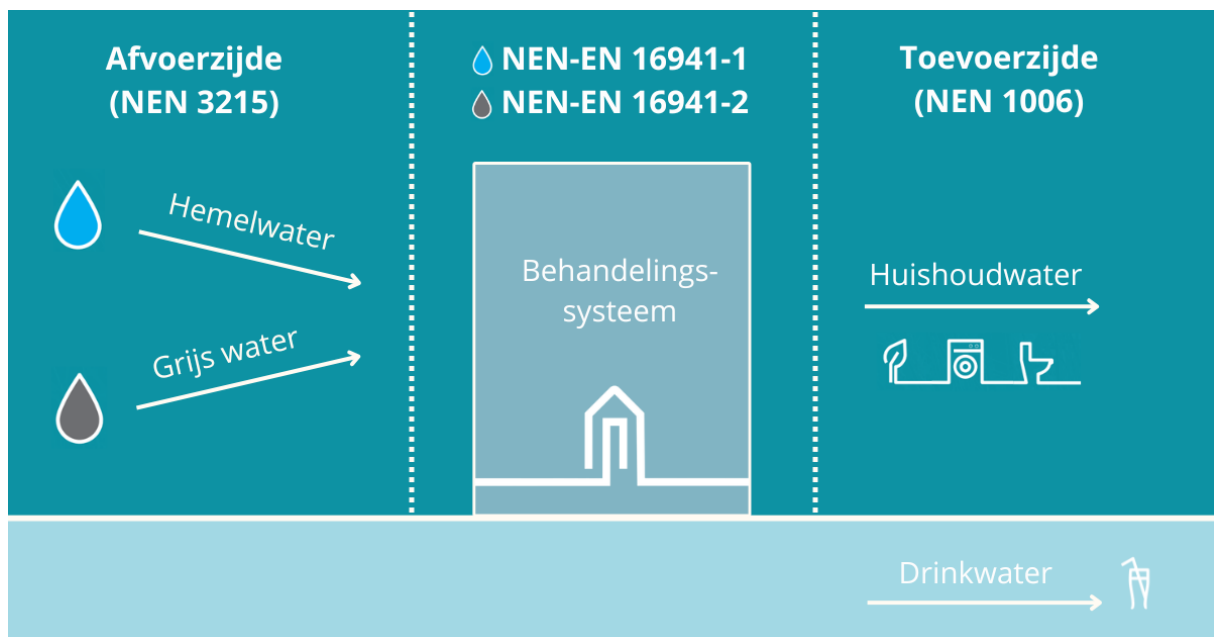 Afvoerzijde
(NEN 3215)
NEN-EN 16941-1
NEN-EN 16941-2
Toevoerzijde
(NEN 1006)
Hemelwater
Grijs water
Behandelings-
systeem
Huishoudwater
Drinkwater